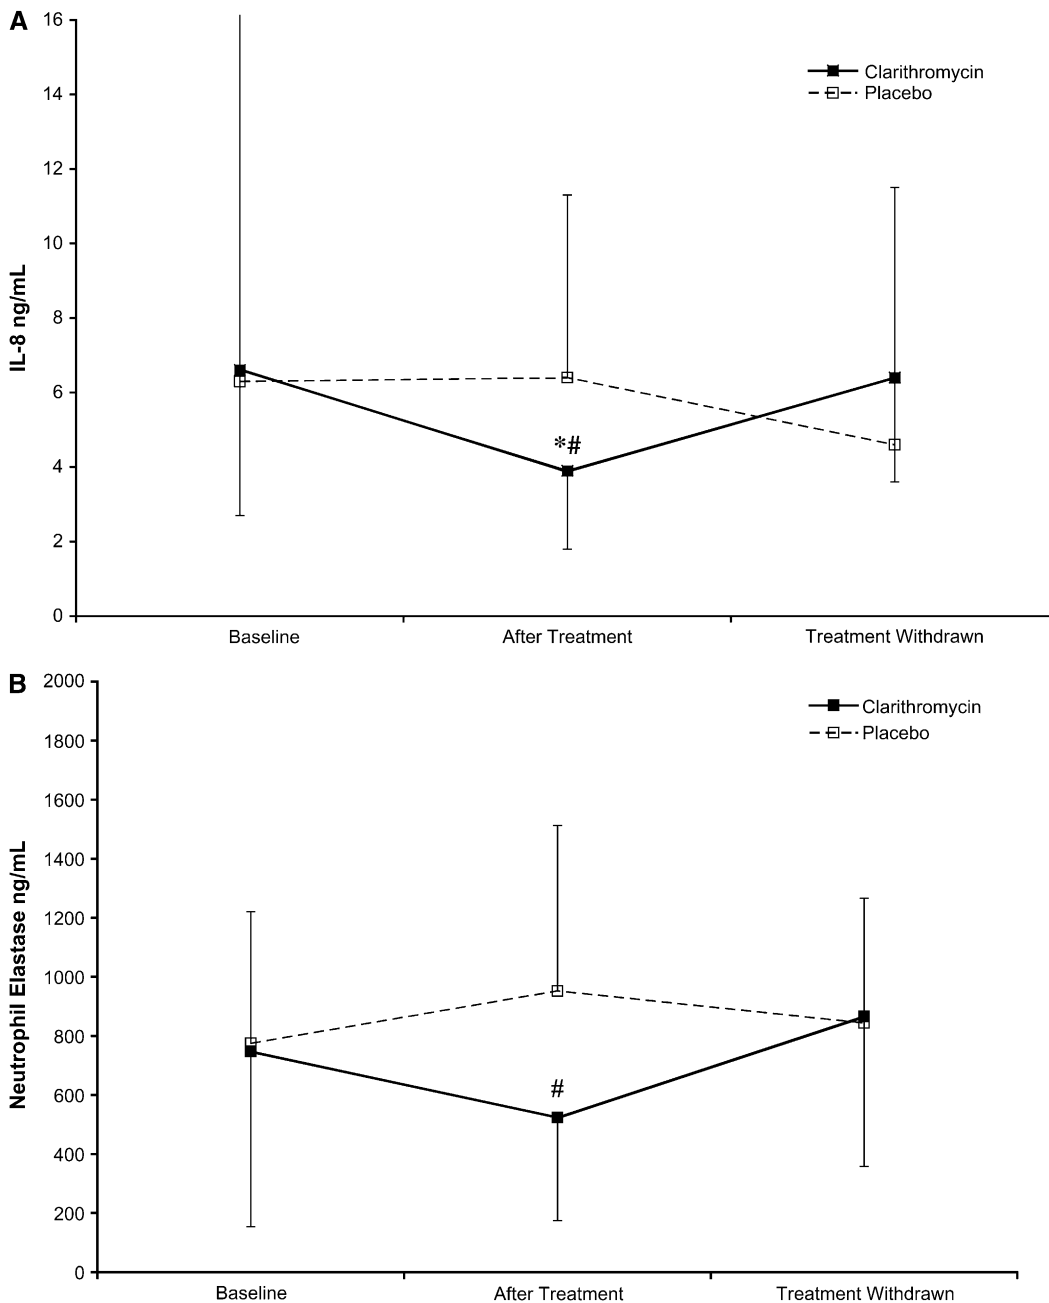 A
16
14
12
10
8
6
4
2
0
IL-8 ng/mL
Clarithromycin
Placebo
*#
Baseline
After Treatment
Treatment Withdrawn
B
2000
1800
1600
1400
1200
1000
800
600
400
200
0
Neutrophil Elastase ng/mL
Clarithromycin
Placebo
#
Baseline
After Treatment
Treatment Withdrawn